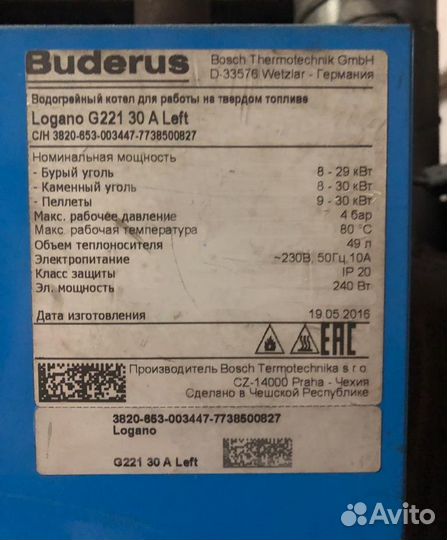 Buderus
Bosch Thermotechnik GmbH
D-33576 Wetzlar - Германия
Водогрейный котел для работы на твердом топливе
Logano G221 30 A Left
С/Н 3820-653-003447-7738500827
Номинальная мощность
- Бурый уголь 8 - 29 кВт
- Каменный уголь 8 - 30 кВт
- Пеллеты 9 - 30 кВт
Макс. рабочее давление 4 бар
Макс. рабочая температура 80 °C
Объем теплоносителя 49 л
Электропитание ~230В, 50Гц,10А
Класс защиты IP 20
Эл. мощность 240 Вт
Дата изготовления 19.05.2016
EAC
Производитель Bosch Termotechnika s.r.o.
CZ-14000 Praha - Чехия
Сделано в Чешской Республике
3820-653-003447-7738500827
Logano
G221 30 A Left
Avito